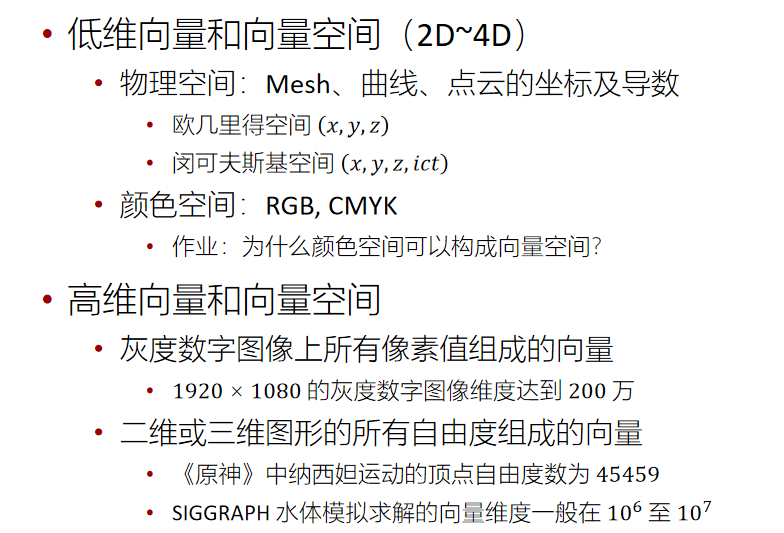 • 低维向量和向量空间（2D~4D）
• 物理空间：Mesh、曲线、点云的坐标及导数
• 欧几里得空间 (x, y, z)
• 闵可夫斯基空间 (x, y, z, ict)
• 颜色空间：RGB, CMYK
• 作业：为什么颜色空间可以构成向量空间？
• 高维向量和向量空间
• 灰度数字图像上所有像素值组成的向量
• 1920 × 1080 的灰度数字图像维度达到 200 万
• 二维或三维图形的所有自由度组成的向量
• 《原神》中纳西妲运动的顶点自由度数为 45459
• SIGGRAPH 水体模拟求解的向量维度一般在 10⁶ 至 10⁷